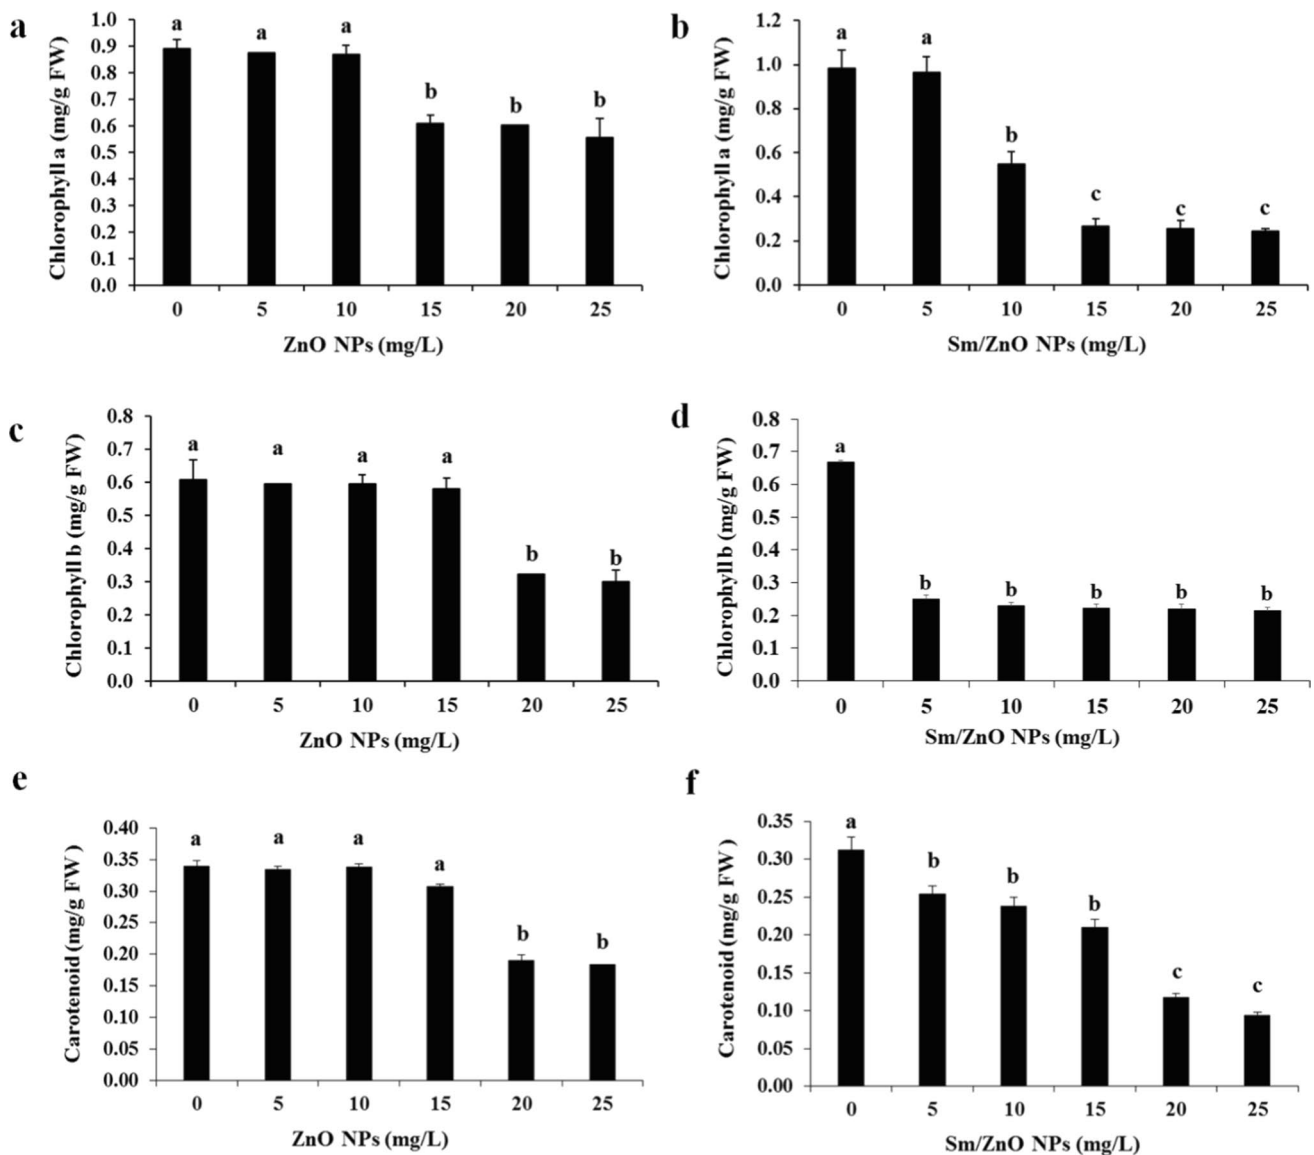 a
Chlorophyll a (mg/g FW)
1.0
0.9
0.8
0.7
0.6
0.5
0.4
0.3
0.2
0.1
0.0
a a a b b b
0 5 10 15 20 25
ZnO NPs (mg/L)
b
Chlorophyll a (mg/g FW)
1.2
1.0
0.8
0.6
0.4
0.2
0.0
a a b c c c
0 5 10 15 20 25
Sm/ZnO NPs (mg/L)
c
Chlorophyll b (mg/g FW)
0.8
0.7
0.6
0.5
0.4
0.3
0.2
0.1
0.0
a a a a b b
0 5 10 15 20 25
ZnO NPs (mg/L)
d
Chlorophyll b (mg/g FW)
0.8
0.7
0.6
0.5
0.4
0.3
0.2
0.1
0.0
a b b b b b
0 5 10 15 20 25
Sm/ZnO NPs (mg/L)
e
Carotenoid (mg/g FW)
0.40
0.35
0.30
0.25
0.20
0.15
0.10
0.05
0.00
a a a a b b
0 5 10 15 20 25
ZnO NPs (mg/L)
f
Carotenoid (mg/g FW)
0.35
0.30
0.25
0.20
0.15
0.10
0.05
0.00
a b b b c c
0 5 10 15 20 25
Sm/ZnO NPs (mg/L)